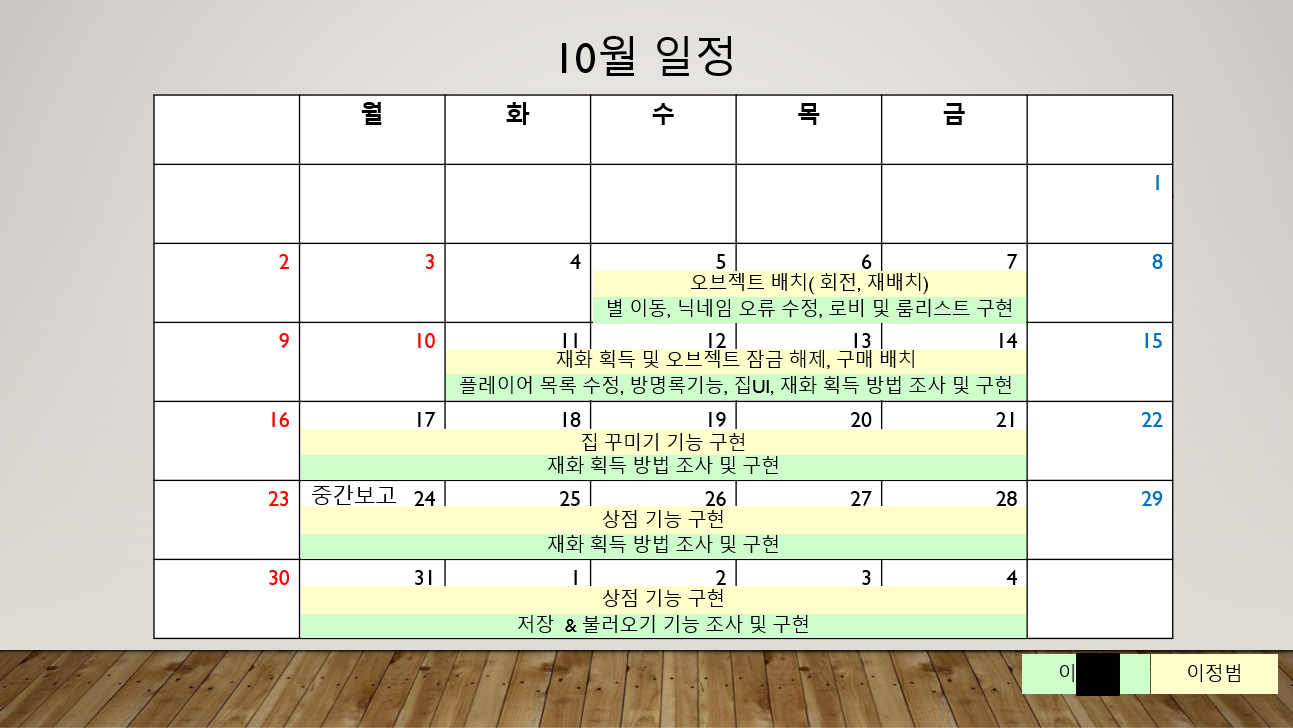 10월 일정
월 화 수 목 금
1
2 3 4 5 6 7 8
오브젝트 배치( 회전, 재배치)
별 이동, 닉네임 오류 수정, 로비 및 룸리스트 구현
9 10 11 12 13 14 15
재화 획득 및 오브젝트 잠금 해제, 구매 배치
플레이어 목록 수정, 방명록기능, 집UI, 재화 획득 방법 조사 및 구현
16 17 18 19 20 21 22
집 꾸미기 기능 구현
재화 획득 방법 조사 및 구현
23 중간보고 24 25 26 27 28 29
상점 기능 구현
재화 획득 방법 조사 및 구현
30 31 1 2 3 4
상점 기능 구현
저장 & 불러오기 기능 조사 및 구현
이 이정범